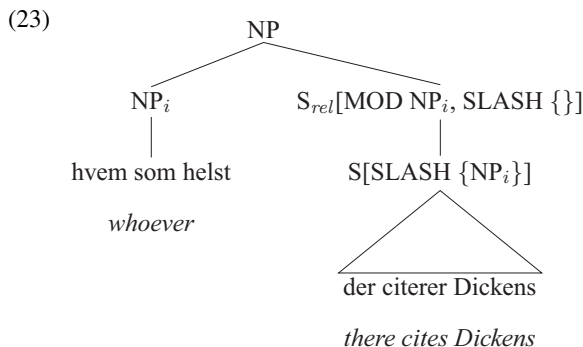 (23)
NP
NP_i S_rel[MOD NP_i, SLASH {}]
hvem som helst S[SLASH {NP_i}]
whoever
der citerer Dickens
there cites Dickens